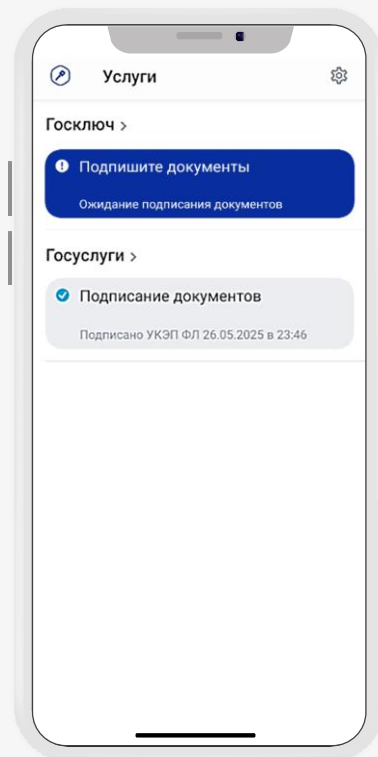 Услуги
Госключ >
Подпишите документы
Ожидание подписания документов
Госуслуги >
Подписание документов
Подписано УКЭП ФЛ 26.05.2025 в 23:46